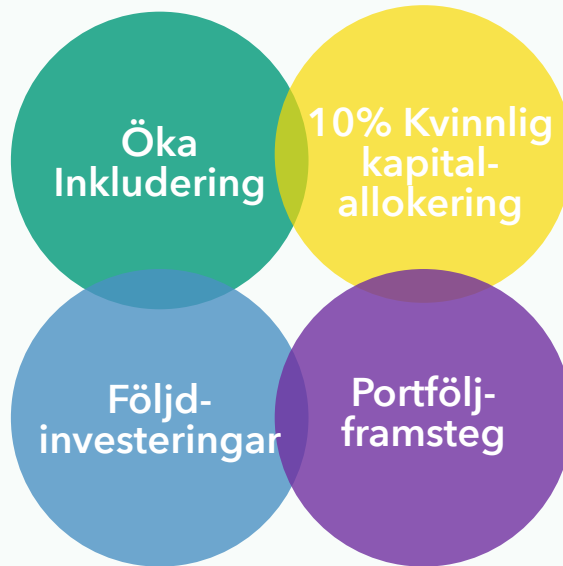 Öka
Inkludering
10% Kvinnlig
kapital-
allokering
Följd-
investeringar
Portfölj-
framsteg